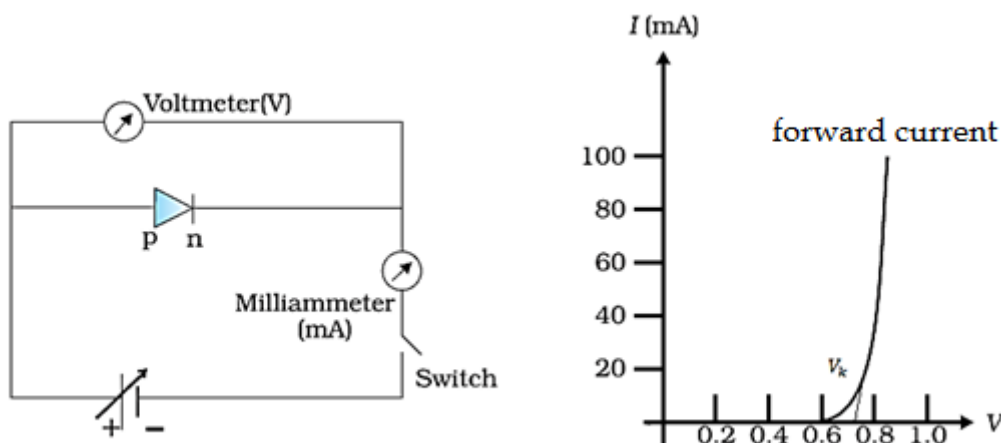 Voltmeter(V)
p n
Milliammeter
(mA)
Switch
+ −
I (mA)
forward current
100
80
60
40
20
V_k
0.2 0.4 0.6 0.8 1.0 V